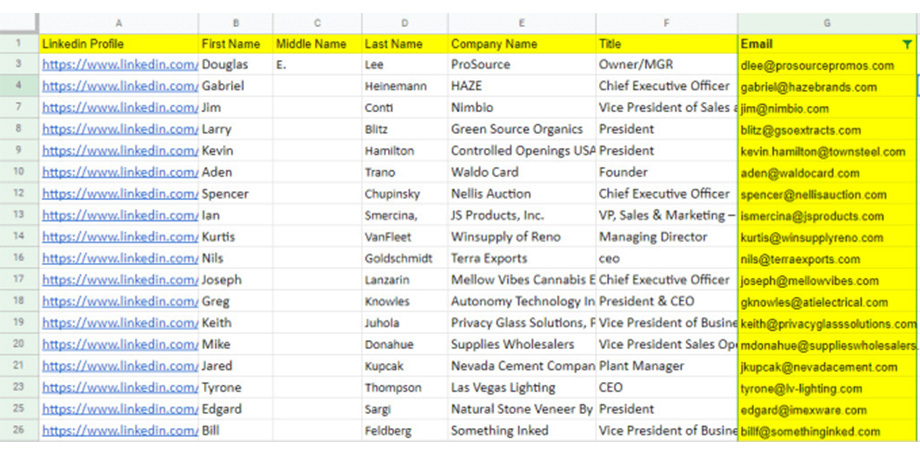 A B C D E F G
1 Linkedin Profile First Name Middle Name Last Name Company Name Title Email
3 https://www.linkedin.com/ Douglas E. Lee ProSource Owner/MGR dlee@prosourcepromos.com
4 https://www.linkedin.com/ Gabriel Heinemann HAZE Chief Executive Officer gabriel@hazebrands.com
7 https://www.linkedin.com/ Jim Conti Nimbio Vice President of Sales a jim@nimbio.com
8 https://www.linkedin.com/ Larry Blitz Green Source Organics President blitz@gsoextracts.com
9 https://www.linkedin.com/ Kevin Hamilton Controlled Openings USA President kevin.hamilton@townsteel.com
10 https://www.linkedin.com/ Aden Trano Waldo Card Founder aden@waldocard.com
12 https://www.linkedin.com/ Spencer Chupinsky Nellis Auction Chief Executive Officer spencer@nellisauction.com
13 https://www.linkedin.com/ Ian Smercina, JS Products, Inc. VP, Sales & Marketing – ismercina@jsproducts.com
14 https://www.linkedin.com/ Kurtis VanFleet Winsupply of Reno Managing Director kurtis@winsupplyreno.com
16 https://www.linkedin.com/ Nils Goldschmidt Terra Exports ceo nils@terraexports.com
17 https://www.linkedin.com/ Joseph Lanzarin Mellow Vibes Cannabis E Chief Executive Officer joseph@mellowvibes.com
18 https://www.linkedin.com/ Greg Knowles Autonomy Technology In President & CEO gknowles@atielectrical.com
19 https://www.linkedin.com/ Keith Juhola Privacy Glass Solutions, F Vice President of Busine keith@privacyglasssolutions.com
20 https://www.linkedin.com/ Mike Donahue Supplies Wholesalers Vice President Sales Ope mdonahue@supplieswholesalers.
21 https://www.linkedin.com/ Jared Kupcak Nevada Cement Compan Plant Manager jkupcak@nevadacement.com
23 https://www.linkedin.com/ Tyrone Thompson Las Vegas Lighting CEO tyrone@lv-lighting.com
25 https://www.linkedin.com/ Edgard Sargi Natural Stone Veneer By President edgard@imexware.com
26 https://www.linkedin.com/ Bill Feldberg Something Inked Vice President of Busine billf@somethinginked.com